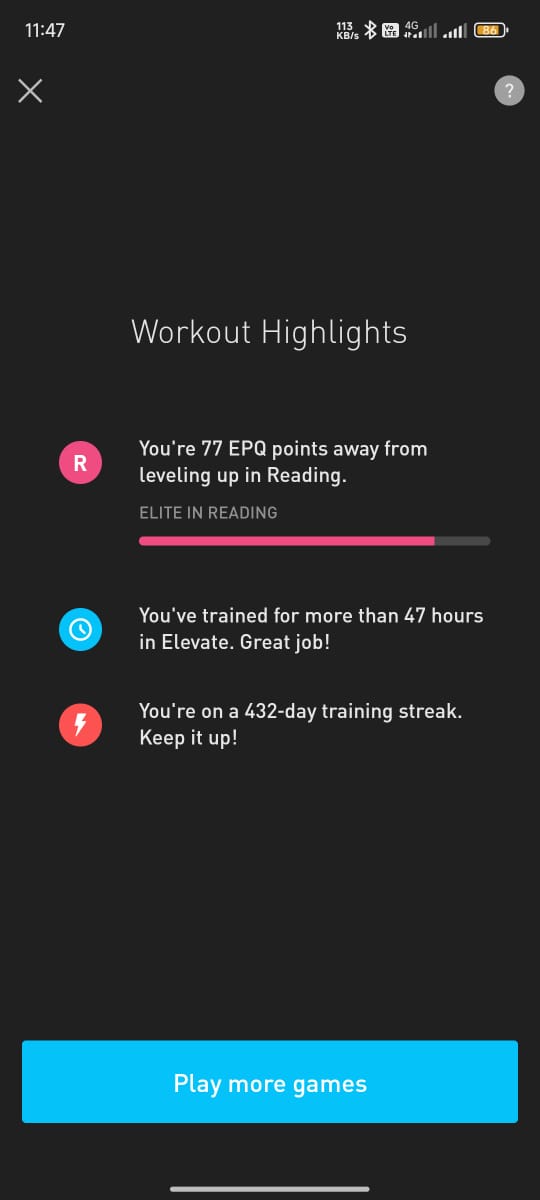 11:47
113
KB/s
Vo
LTE
4G
86
?
Workout Highlights
R
You're 77 EPQ points away from
leveling up in Reading.
ELITE IN READING
You've trained for more than 47 hours
in Elevate. Great job!
You're on a 432-day training streak.
Keep it up!
Play more games